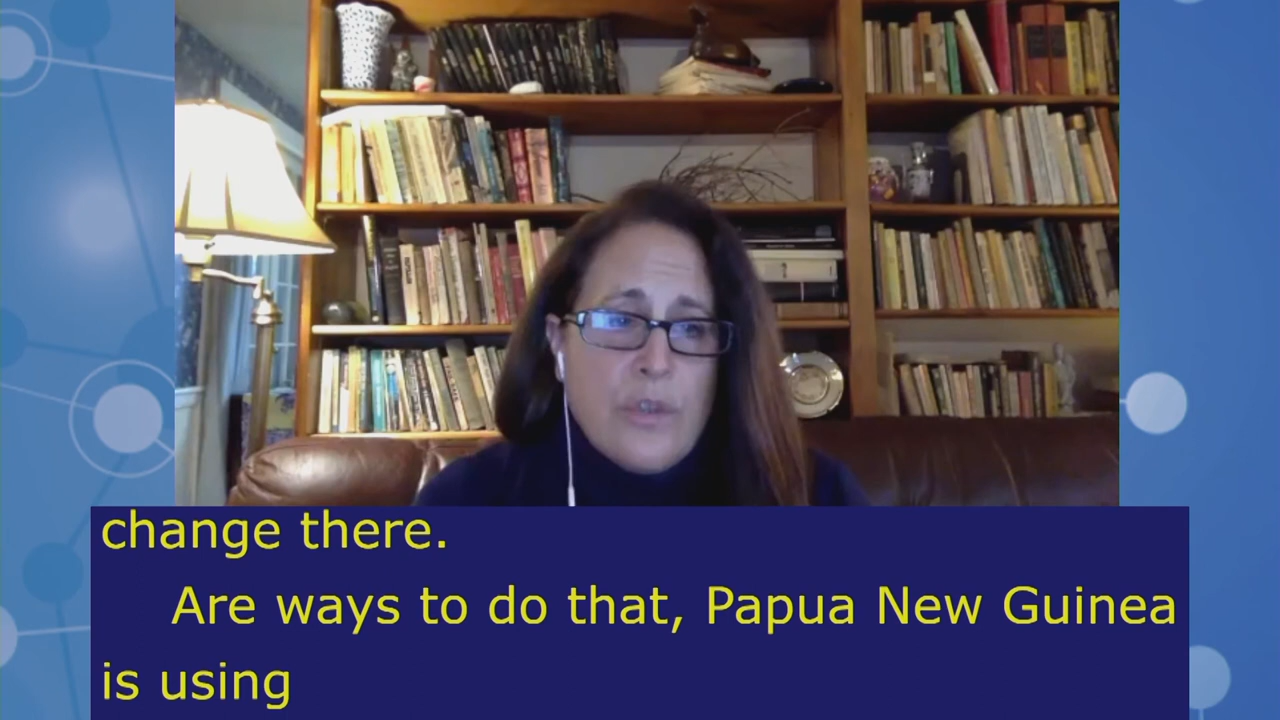 change there.
Are ways to do that, Papua New Guinea
is using